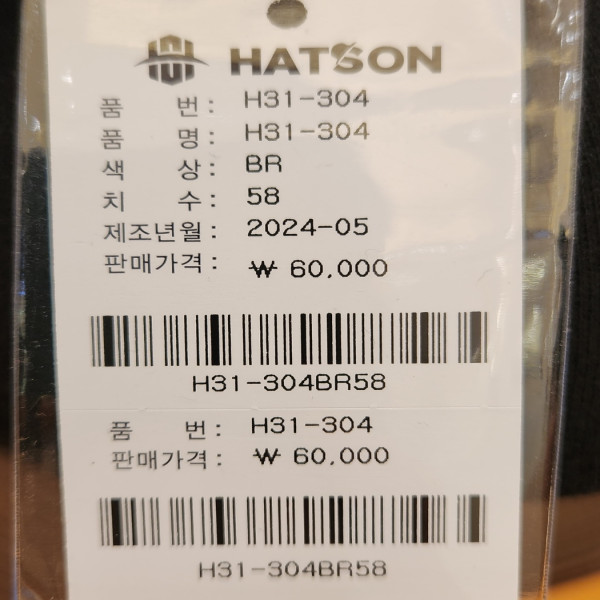 HATSON
품 번: H31-304
품 명: H31-304
색 상: BR
치 수: 58
제조년월: 2024-05
판매가격: ₩ 60,000
H31-304BR58
품 번: H31-304
판매가격: ₩ 60,000
H31-304BR58